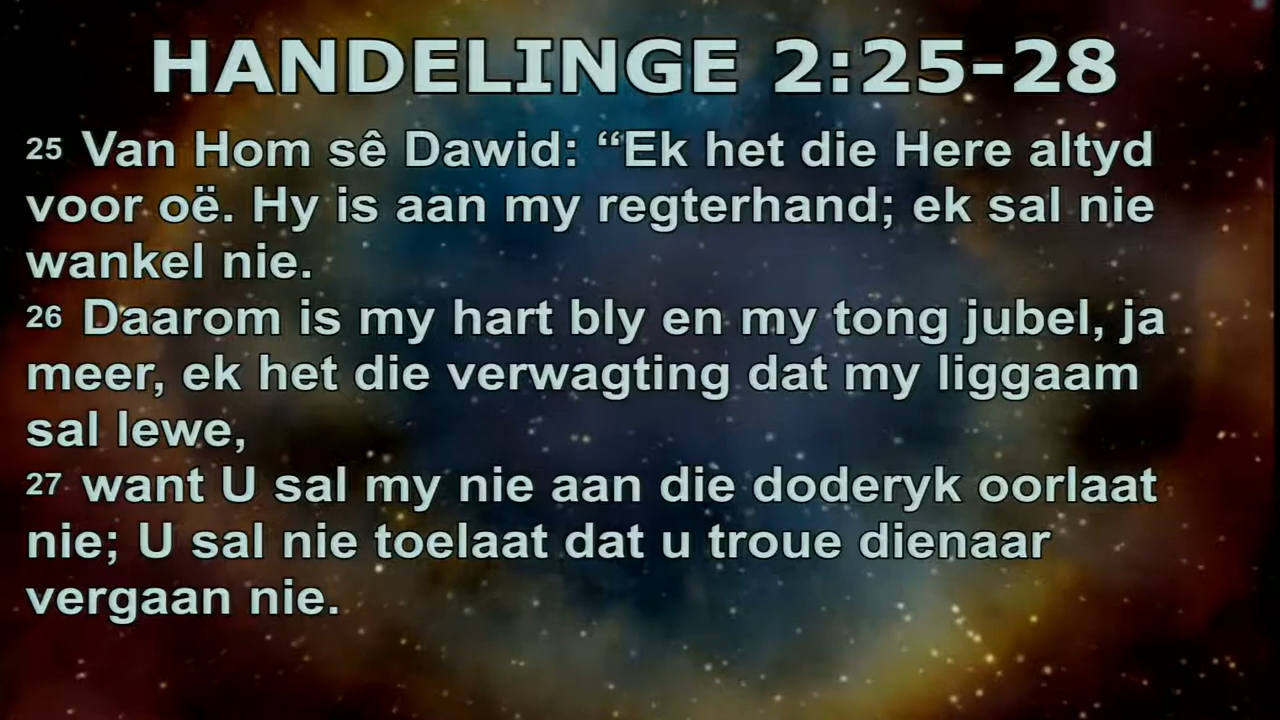 HANDELINGE 2:25-28
25 Van Hom sê Dawid: “Ek het die Here altyd
voor oë. Hy is aan my regterhand; ek sal nie
wankel nie.
26 Daarom is my hart bly en my tong jubel, ja
meer, ek het die verwagting dat my liggaam
sal lewe,
27 want U sal my nie aan die doderyk oorlaat
nie; U sal nie toelaat dat u troue dienaar
vergaan nie.